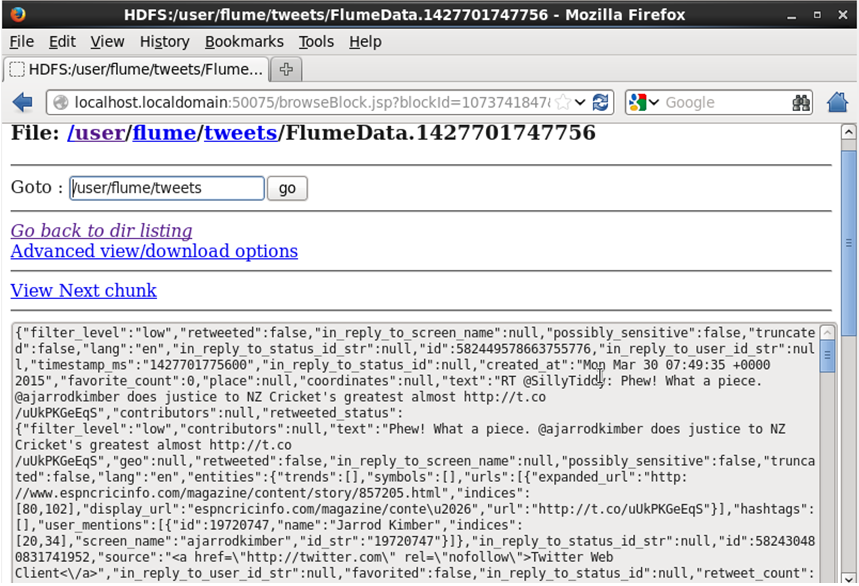 HDFS:/user/flume/tweets/FlumeData.1427701747756 - Mozilla Firefox
File Edit View History Bookmarks Tools Help
HDFS:/user/flume/tweets/Flume...
localhost.localdomain:50075/browseBlock.jsp?blockId=1073741847 Google
File: /user/flume/tweets/FlumeData.1427701747756
Goto : /user/flume/tweets go
Go back to dir listing
Advanced view/download options
View Next chunk
{"filter_level":"low","retweeted":false,"in_reply_to_screen_name":null,"possibly_sensitive":false,"truncate
d":false,"lang":"en","in_reply_to_status_id_str":null,"id":582449578663755776,"in_reply_to_user_id_str":nul
l,"timestamp_ms":"1427701775600","in_reply_to_status_id":null,"created_at":"Mon Mar 30 07:49:35 +0000
2015","favorite_count":0,"place":null,"coordinates":null,"text":"RT @SillyTiddy: Phew! What a piece.
@ajarrodkimber does justice to NZ Cricket's greatest almost http://t.co
/uUkPKGeEqS","contributors":null,"retweeted_status":
{"filter_level":"low","contributors":null,"text":"Phew! What a piece. @ajarrodkimber does justice to NZ
Cricket's greatest almost http://t.co
/uUkPKGeEqS","geo":null,"retweeted":false,"in_reply_to_screen_name":null,"possibly_sensitive":false,"trunca
ted":false,"lang":"en","entities":{"trends":[],"symbols":[],"urls":[{"expanded_url":"http:
//www.espncricinfo.com/magazine/content/story/857205.html","indices":
[80,102],"display_url":"espncricinfo.com/magazine/conte\u2026","url":"http://t.co/uUkPKGeEqS"}],"hashtags":
[],"user_mentions":[{"id":19720747,"name":"Jarrod Kimber","indices":
[20,34],"screen_name":"ajarrodkimber","id_str":"19720747"}]},"in_reply_to_status_id_str":null,"id":58243048
0831741952,"source":"<a href=\"http://twitter.com\" rel=\"nofollow\">Twitter Web
Client<\/a>","in_reply_to_user_id_str":null,"favorited":false,"in_reply_to_status_id":null,"retweet_count":